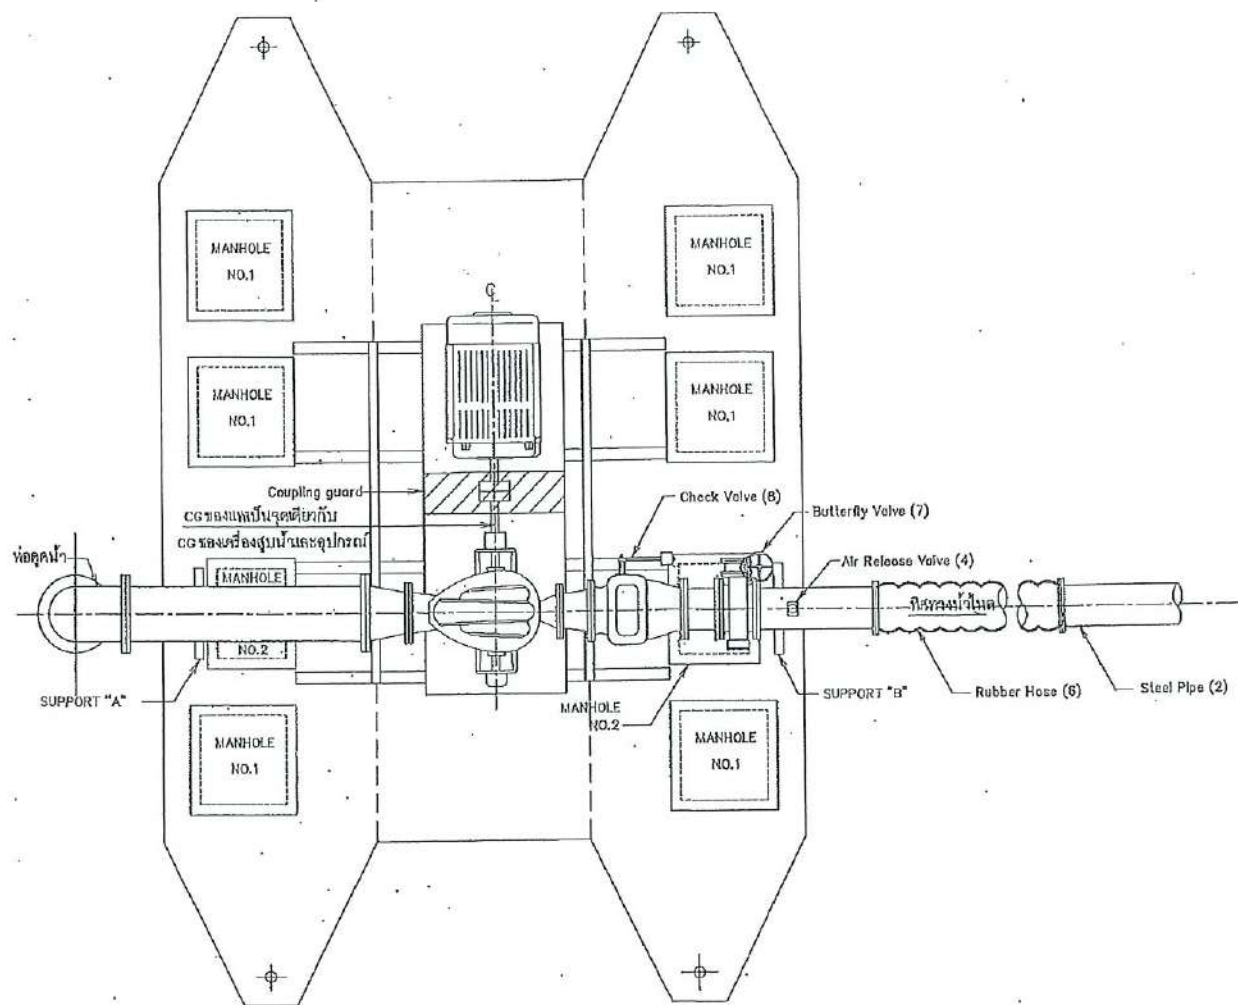 MANHOLE
NO.1
MANHOLE
NO.1
MANHOLE
NO.1
MANHOLE
NO.1
Coupling guard
CGของแพเป็นจุดเดียวกับ
CGของเครื่องสูบน้ำและอุปกรณ์
Check Valve (8)
Butterfly Valve (7)
Air Release Valve (4)
ท่อดูดน้ำ
MANHOLE
NO.2
ทิศทางน้ำไหล
SUPPORT "A"
MANHOLE
NO.2
SUPPORT "B"
Rubber Hose (6)
Steel Pipe (2)
MANHOLE
NO.1
MANHOLE
NO.1